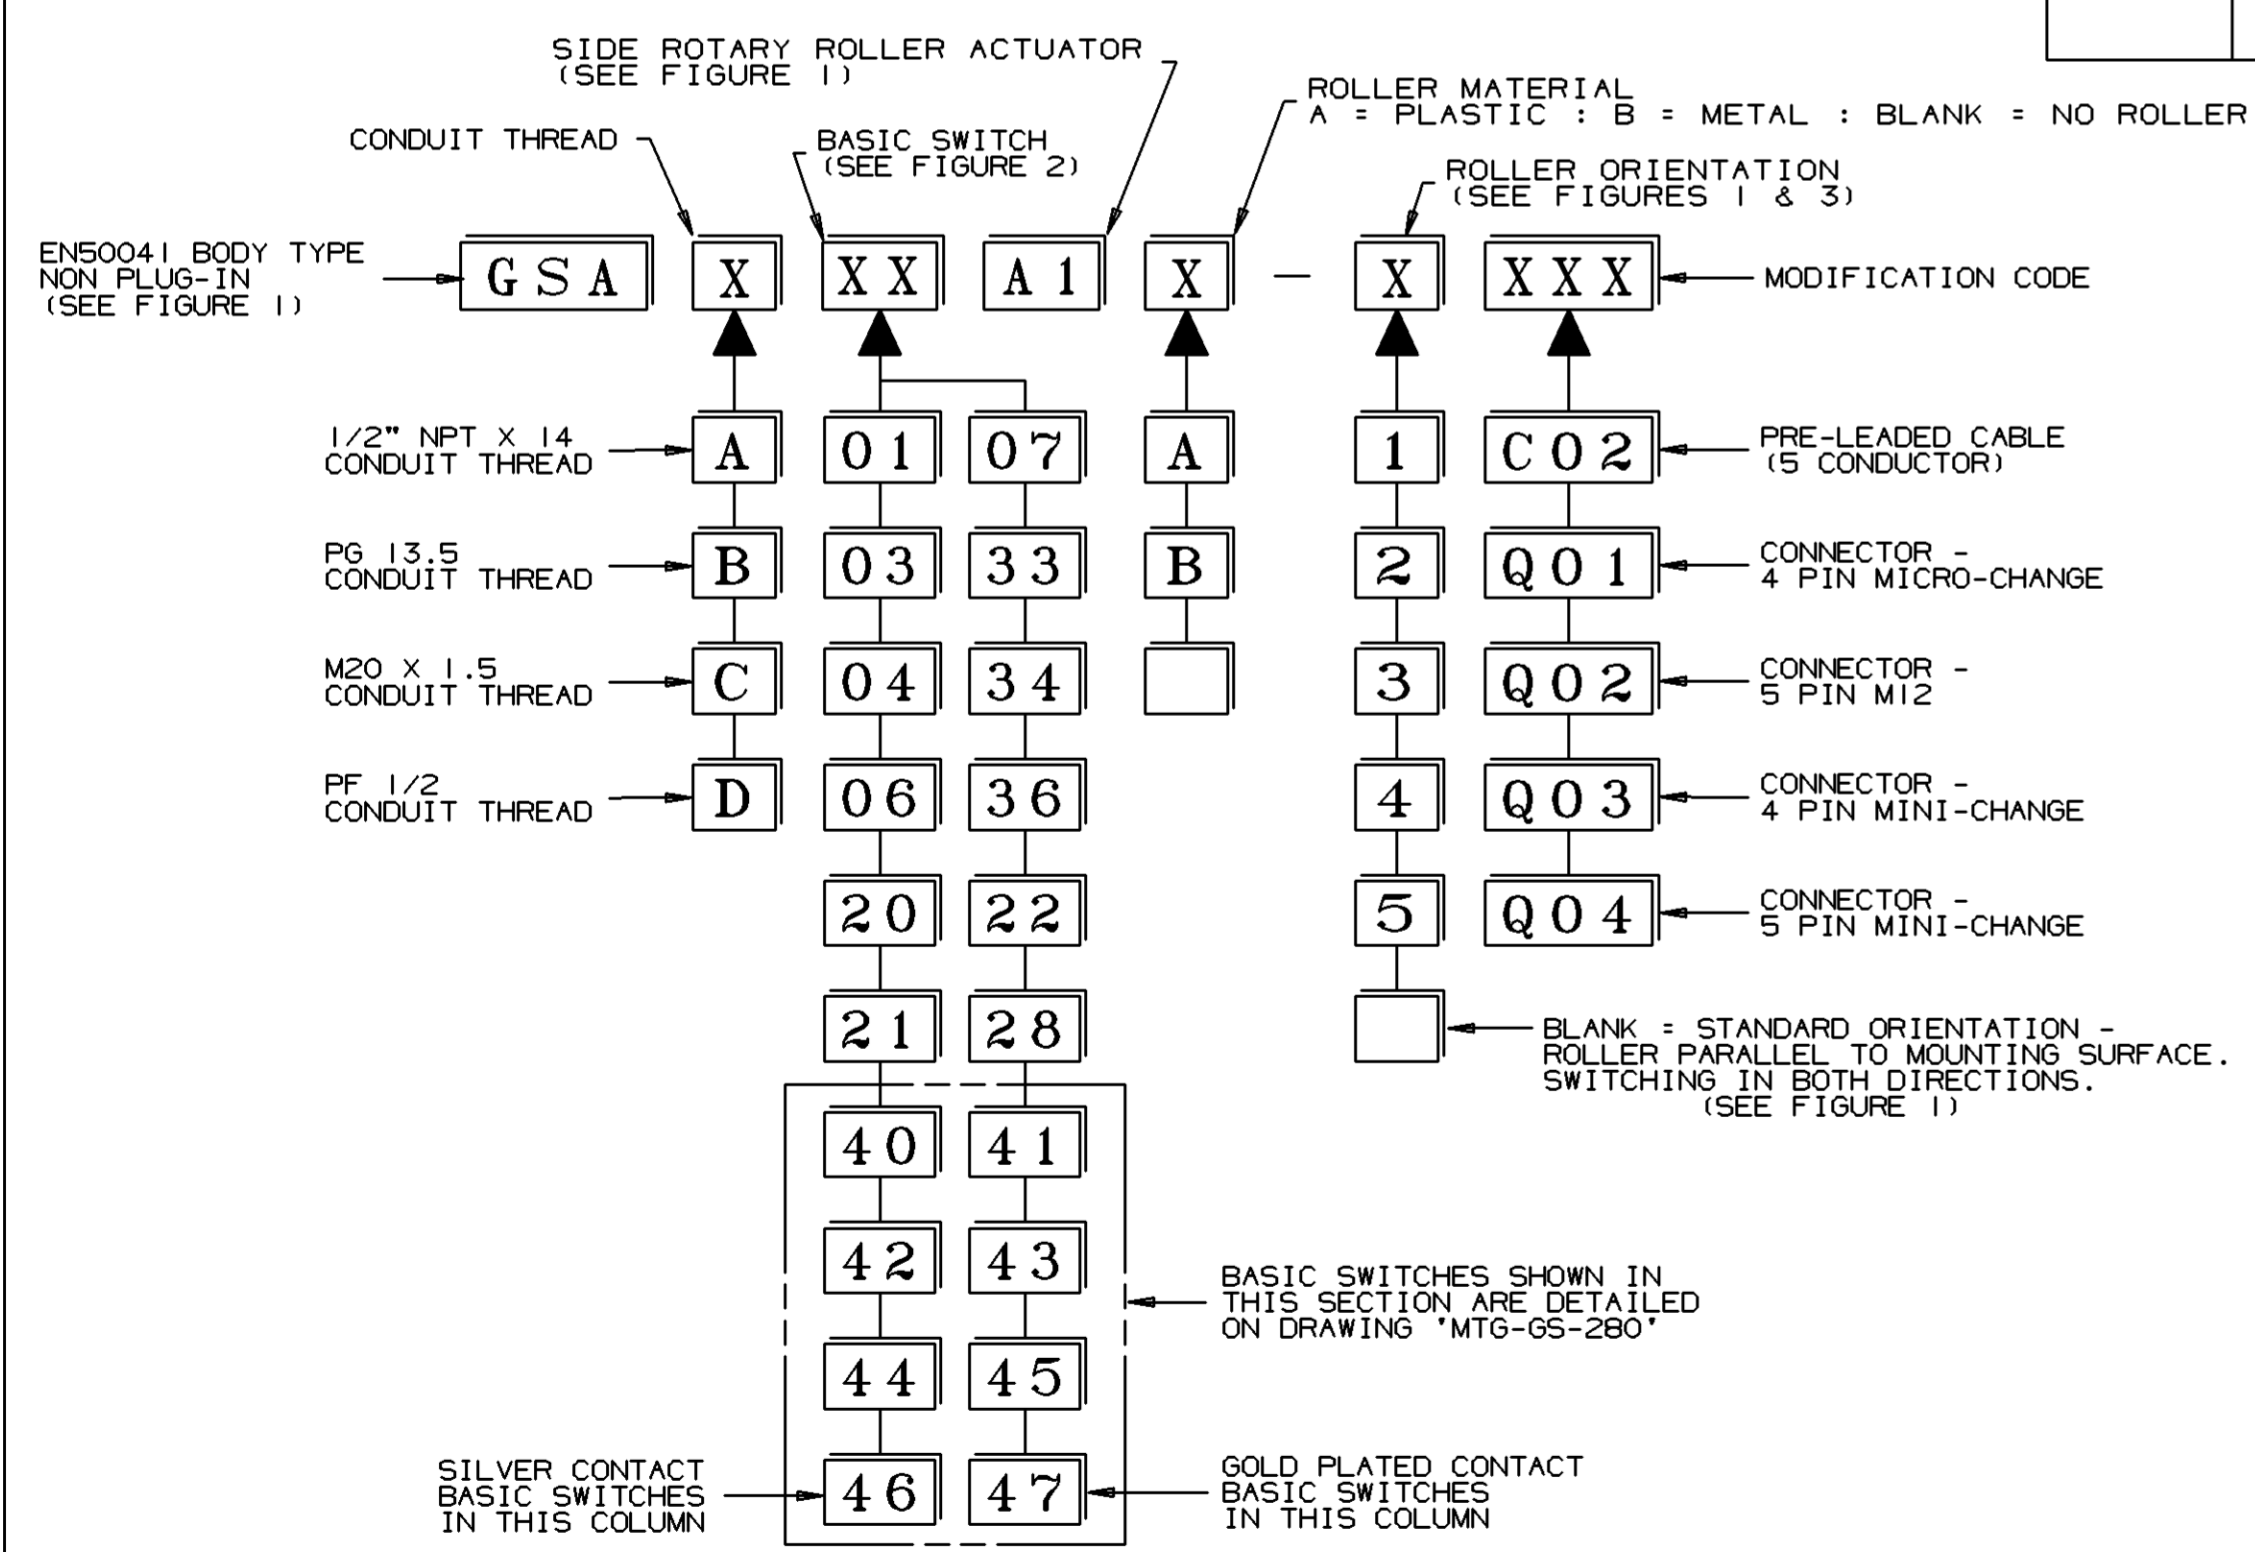 SIDE ROTARY ROLLER ACTUATOR
(SEE FIGURE 1)
ROLLER MATERIAL
A = PLASTIC : B = METAL : BLANK = NO ROLLER
CONDUIT THREAD
BASIC SWITCH
(SEE FIGURE 2)
ROLLER ORIENTATION
(SEE FIGURES 1 & 3)
EN50041 BODY TYPE
NON PLUG-IN
(SEE FIGURE 1)
GSA X XX A1 X - X XXX
MODIFICATION CODE
1/2" NPT X 14
CONDUIT THREAD
A 01 07 A 1 C02
PRE-LEADED CABLE
(5 CONDUCTOR)
PG 13.5
CONDUIT THREAD
B 03 33 B 2 Q01
CONNECTOR -
4 PIN MICRO-CHANGE
M20 X 1.5
CONDUIT THREAD
C 04 34 3 Q02
CONNECTOR -
5 PIN M12
PF 1/2
CONDUIT THREAD
D 06 36 4 Q03
CONNECTOR -
4 PIN MINI-CHANGE
20 22 5 Q04
CONNECTOR -
5 PIN MINI-CHANGE
21 28
BLANK = STANDARD ORIENTATION -
ROLLER PARALLEL TO MOUNTING SURFACE.
SWITCHING IN BOTH DIRECTIONS.
(SEE FIGURE 1)
40 41
42 43
BASIC SWITCHES SHOWN IN
THIS SECTION ARE DETAILED
ON DRAWING 'MTG-GS-280'
44 45
SILVER CONTACT
BASIC SWITCHES
IN THIS COLUMN
46 47
GOLD PLATED CONTACT
BASIC SWITCHES
IN THIS COLUMN